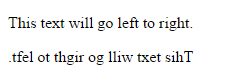 This text will go left to right.
.tfel ot thgir og lliw txet sihT